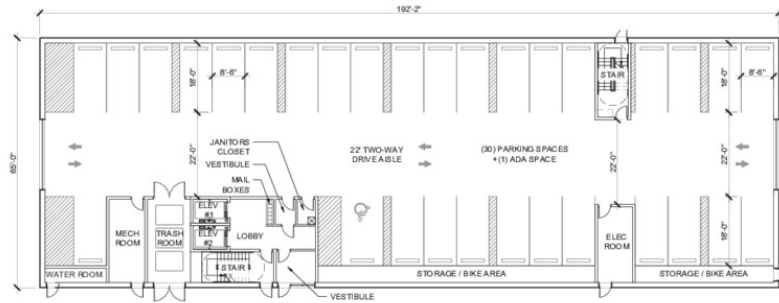 192'-2"
65'-0"
18'-0"
8'-6"
STAIR
18'-0"
8'-6"
JANITORS
CLOSET
VESTIBULE
MAIL
BOXES
22' TWO-WAY
DRIVE AISLE
(30) PARKING SPACES
+(1) ADA SPACE
22'-0"
22'-0"
22'-0"
MECH
ROOM
TRASH
ROOM
ELEV
#1
ELEV
#2
LOBBY
STAIR
ELEC
ROOM
18'-0"
WATER ROOM
STORAGE / BIKE AREA
STORAGE / BIKE AREA
VESTIBULE